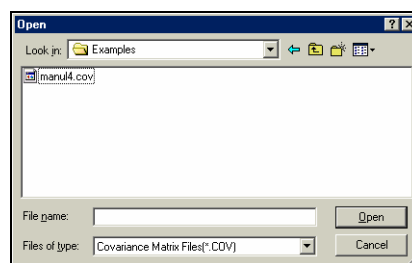 Open
Look in: Examples
manul4.cov
File name: Open
Files of type: Covariance Matrix Files(*.COV) Cancel